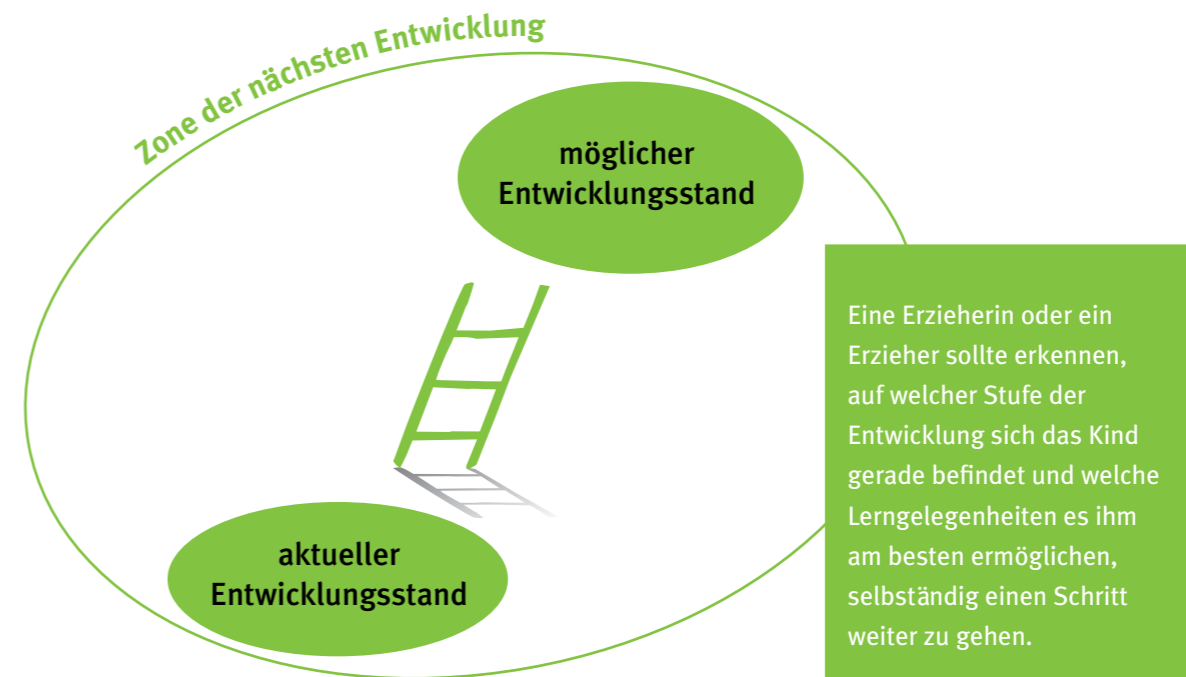 Zone der nächsten Entwicklung
möglicher
Entwicklungsstand
aktueller
Entwicklungsstand
Eine Erzieherin oder ein
Erzieher sollte erkennen,
auf welcher Stufe der
Entwicklung sich das Kind
gerade befindet und welche
Lerngelegenheiten es ihm
am besten ermöglichen,
selbständig einen Schritt
weiter zu gehen.